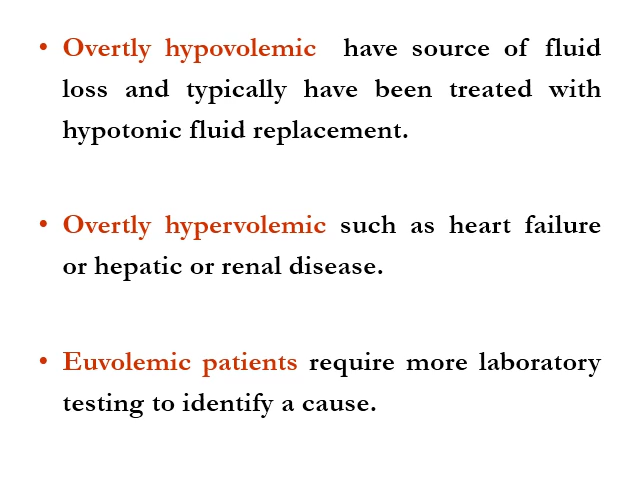 • Overtly hypovolemic have source of fluid
loss and typically have been treated with
hypotonic fluid replacement.
• Overtly hypervolemic such as heart failure
or hepatic or renal disease.
• Euvolemic patients require more laboratory
testing to identify a cause.